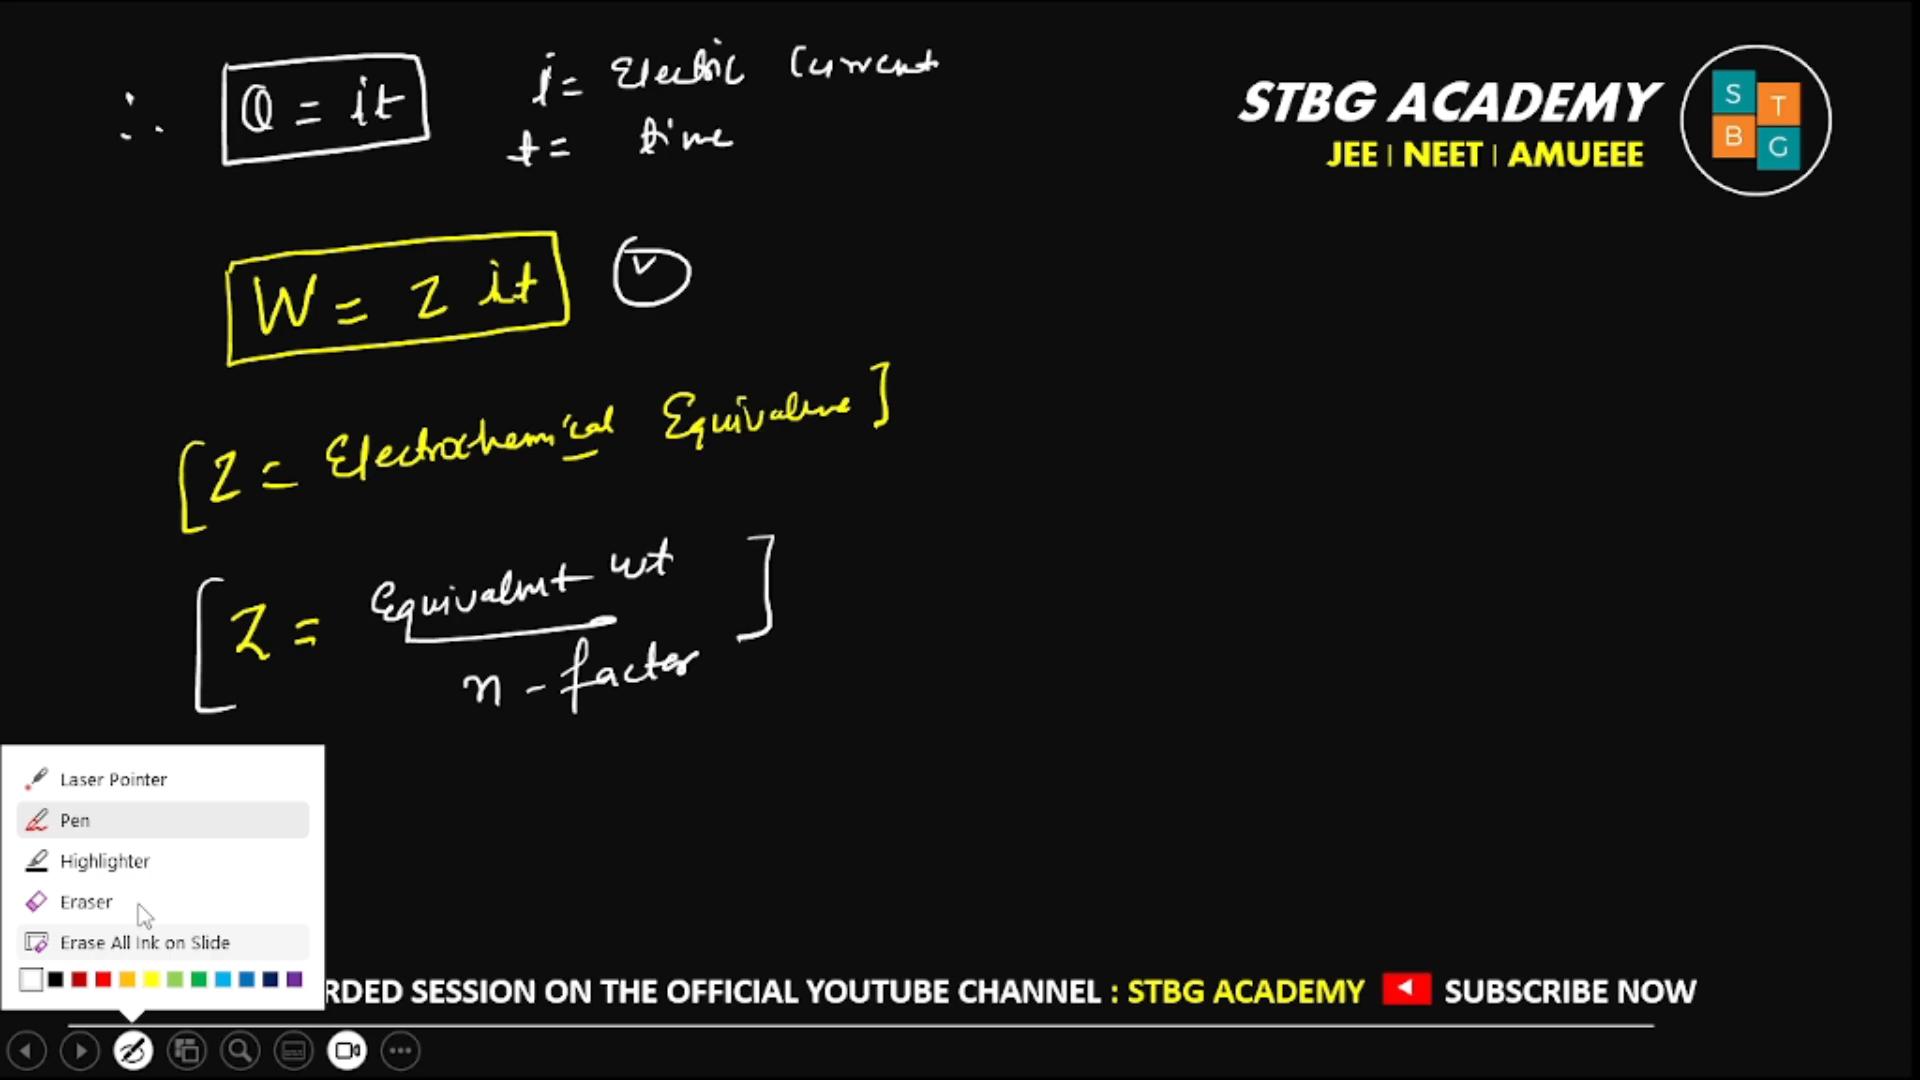 ∴ Q = it i = Electric Current
t = time
STBG ACADEMY
JEE | NEET | AMUEEE
S T
B G
W = Z it
[Z = Electrochemical Equivalent]
[Z = Equivalent wt
n - factor]
Laser Pointer
Pen
Highlighter
Eraser
Erase All Ink on Slide
RDED SESSION ON THE OFFICIAL YOUTUBE CHANNEL : STBG ACADEMY SUBSCRIBE NOW